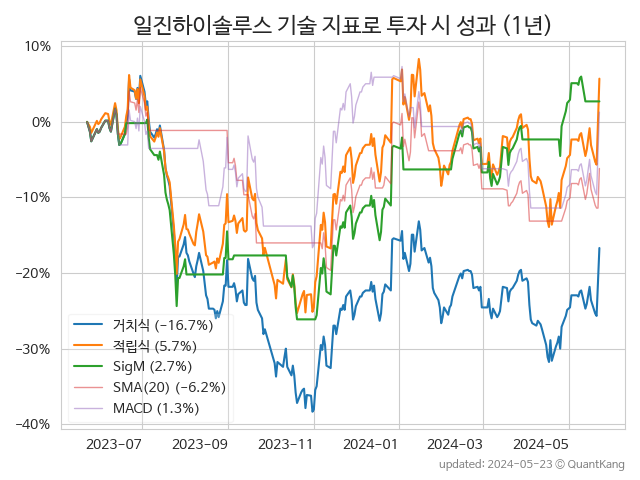 일진하이솔루스 기술 지표로 투자 시 성과 (1년)
10%
0%
−10%
−20%
−30%
−40%
거치식 (−16.7%)
적립식 (5.7%)
SigM (2.7%)
SMA(20) (−6.2%)
MACD (1.3%)
2023-07 2023-09 2023-11 2024-01 2024-03 2024-05
updated: 2024-05-23 © QuantKang